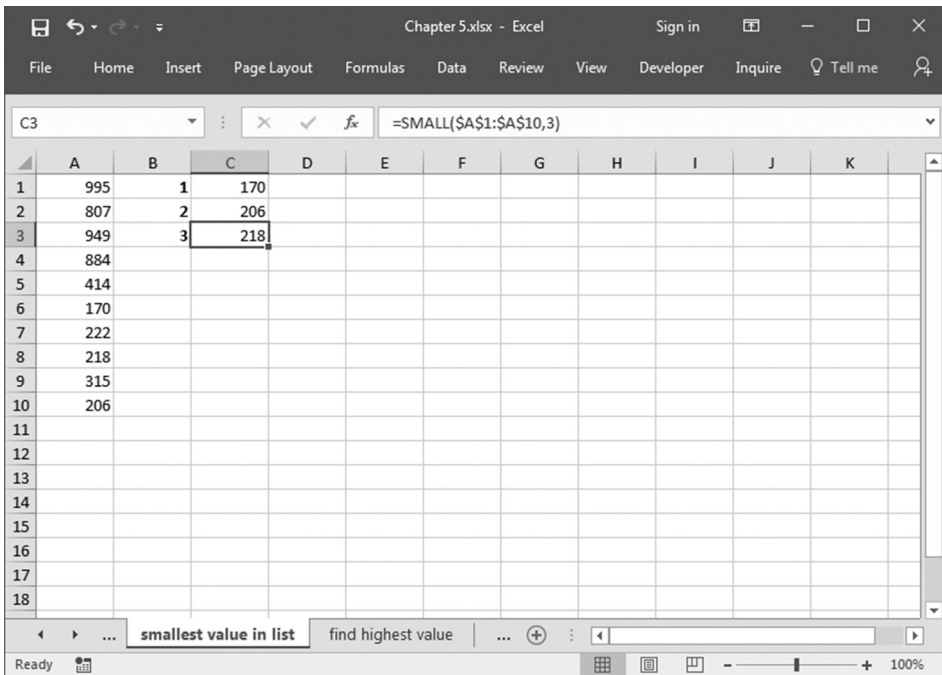 Chapter 5.xlsx - Excel Sign in
File Home Insert Page Layout Formulas Data Review View Developer Inquire Tell me
C3 fx =SMALL($A$1:$A$10,3)
A B C D E F G H I J K
1 995 1 170
2 807 2 206
3 949 3 218
4 884
5 414
6 170
7 222
8 218
9 315
10 206
11
12
13
14
15
16
17
18
... smallest value in list find highest value ...
Ready 100%